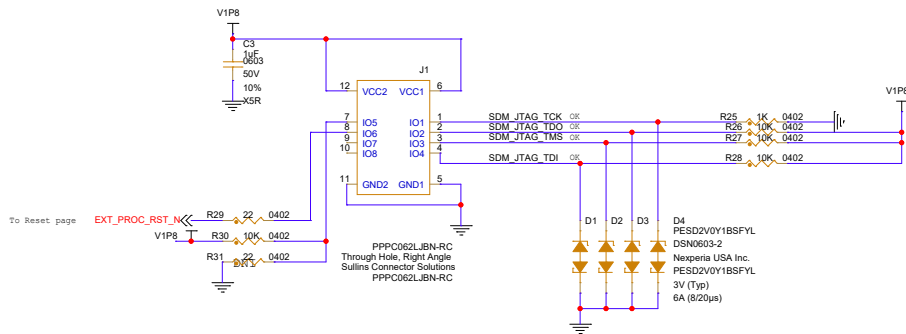 V1P8
C3
1uF
0603
50V
10%
X5R
J1
12 VCC2 VCC1 6
7 IO5 IO1 1 SDM_JTAG_TCK OK R25 1K 0402
8 IO6 IO2 2 SDM_JTAG_TDO OK R26 10K 0402
9 IO7 IO3 3 SDM_JTAG_TMS OK R27 10K 0402
10 IO8 IO4 4 SDM_JTAG_TDI OK R28 10K 0402
V1P8
11 GND2 GND1 5
To Reset page EXT_PROC_RST_N R29 22 0402
V1P8 R30 10K 0402
R31 22 0402
DNI
PPPC062LJBN-RC
Through Hole, Right Angle
Sullins Connector Solutions
PPPC062LJBN-RC
D1 D2 D3 D4
PESD2V0Y1BSFYL
DSN0603-2
Nexperia USA Inc.
PESD2V0Y1BSFYL
3V (Typ)
6A (8/20µs)